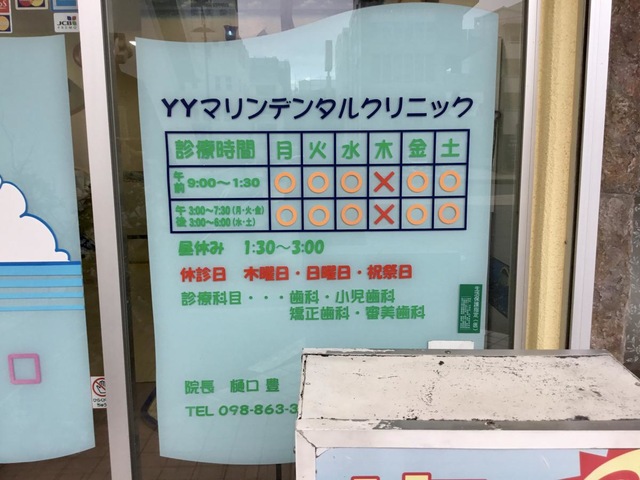 JCB
YYマリンデンタルクリニック
診療時間 月 火 水 木 金 土
午前 9:00〜1:30 ○ ○ ○ × ○ ○
午後 3:00〜7:30(月・火・金) 3:00〜6:00(水・土) ○ ○ ○ × ○ ○
昼休み 1:30〜3:00
休診日 木曜日・日曜日・祝祭日
診療科目・・・歯科・小児歯科
矯正歯科・審美歯科
院長 樋口 豊
TEL 098-863-3